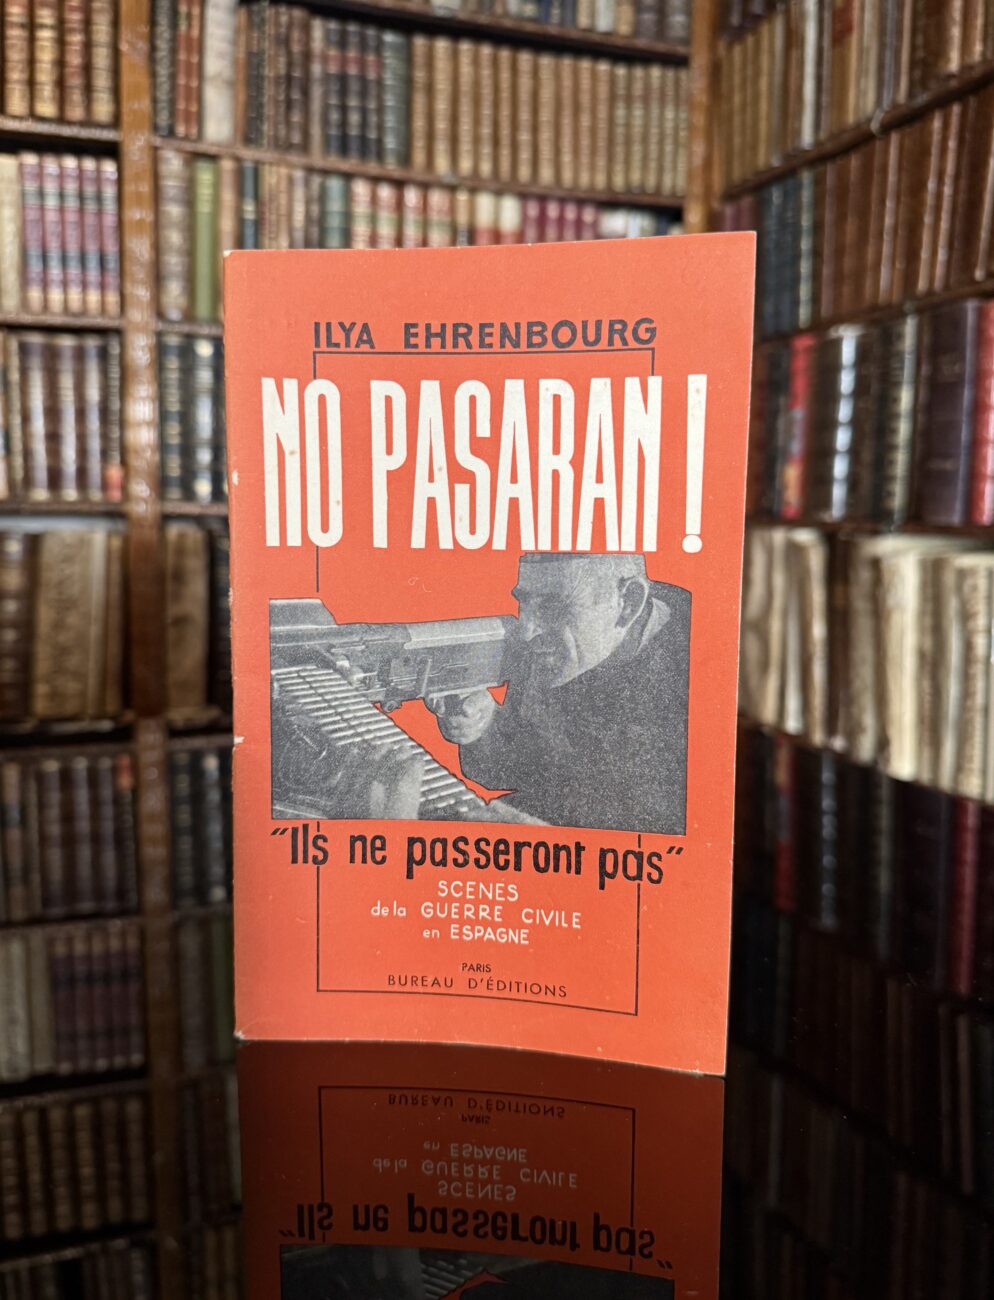 ILYA EHRENBOURG
NO PASARAN !
"Ils ne passeront pas"
SCENES
de la GUERRE CIVILE
en ESPAGNE
PARIS
BUREAU D'ÉDITIONS